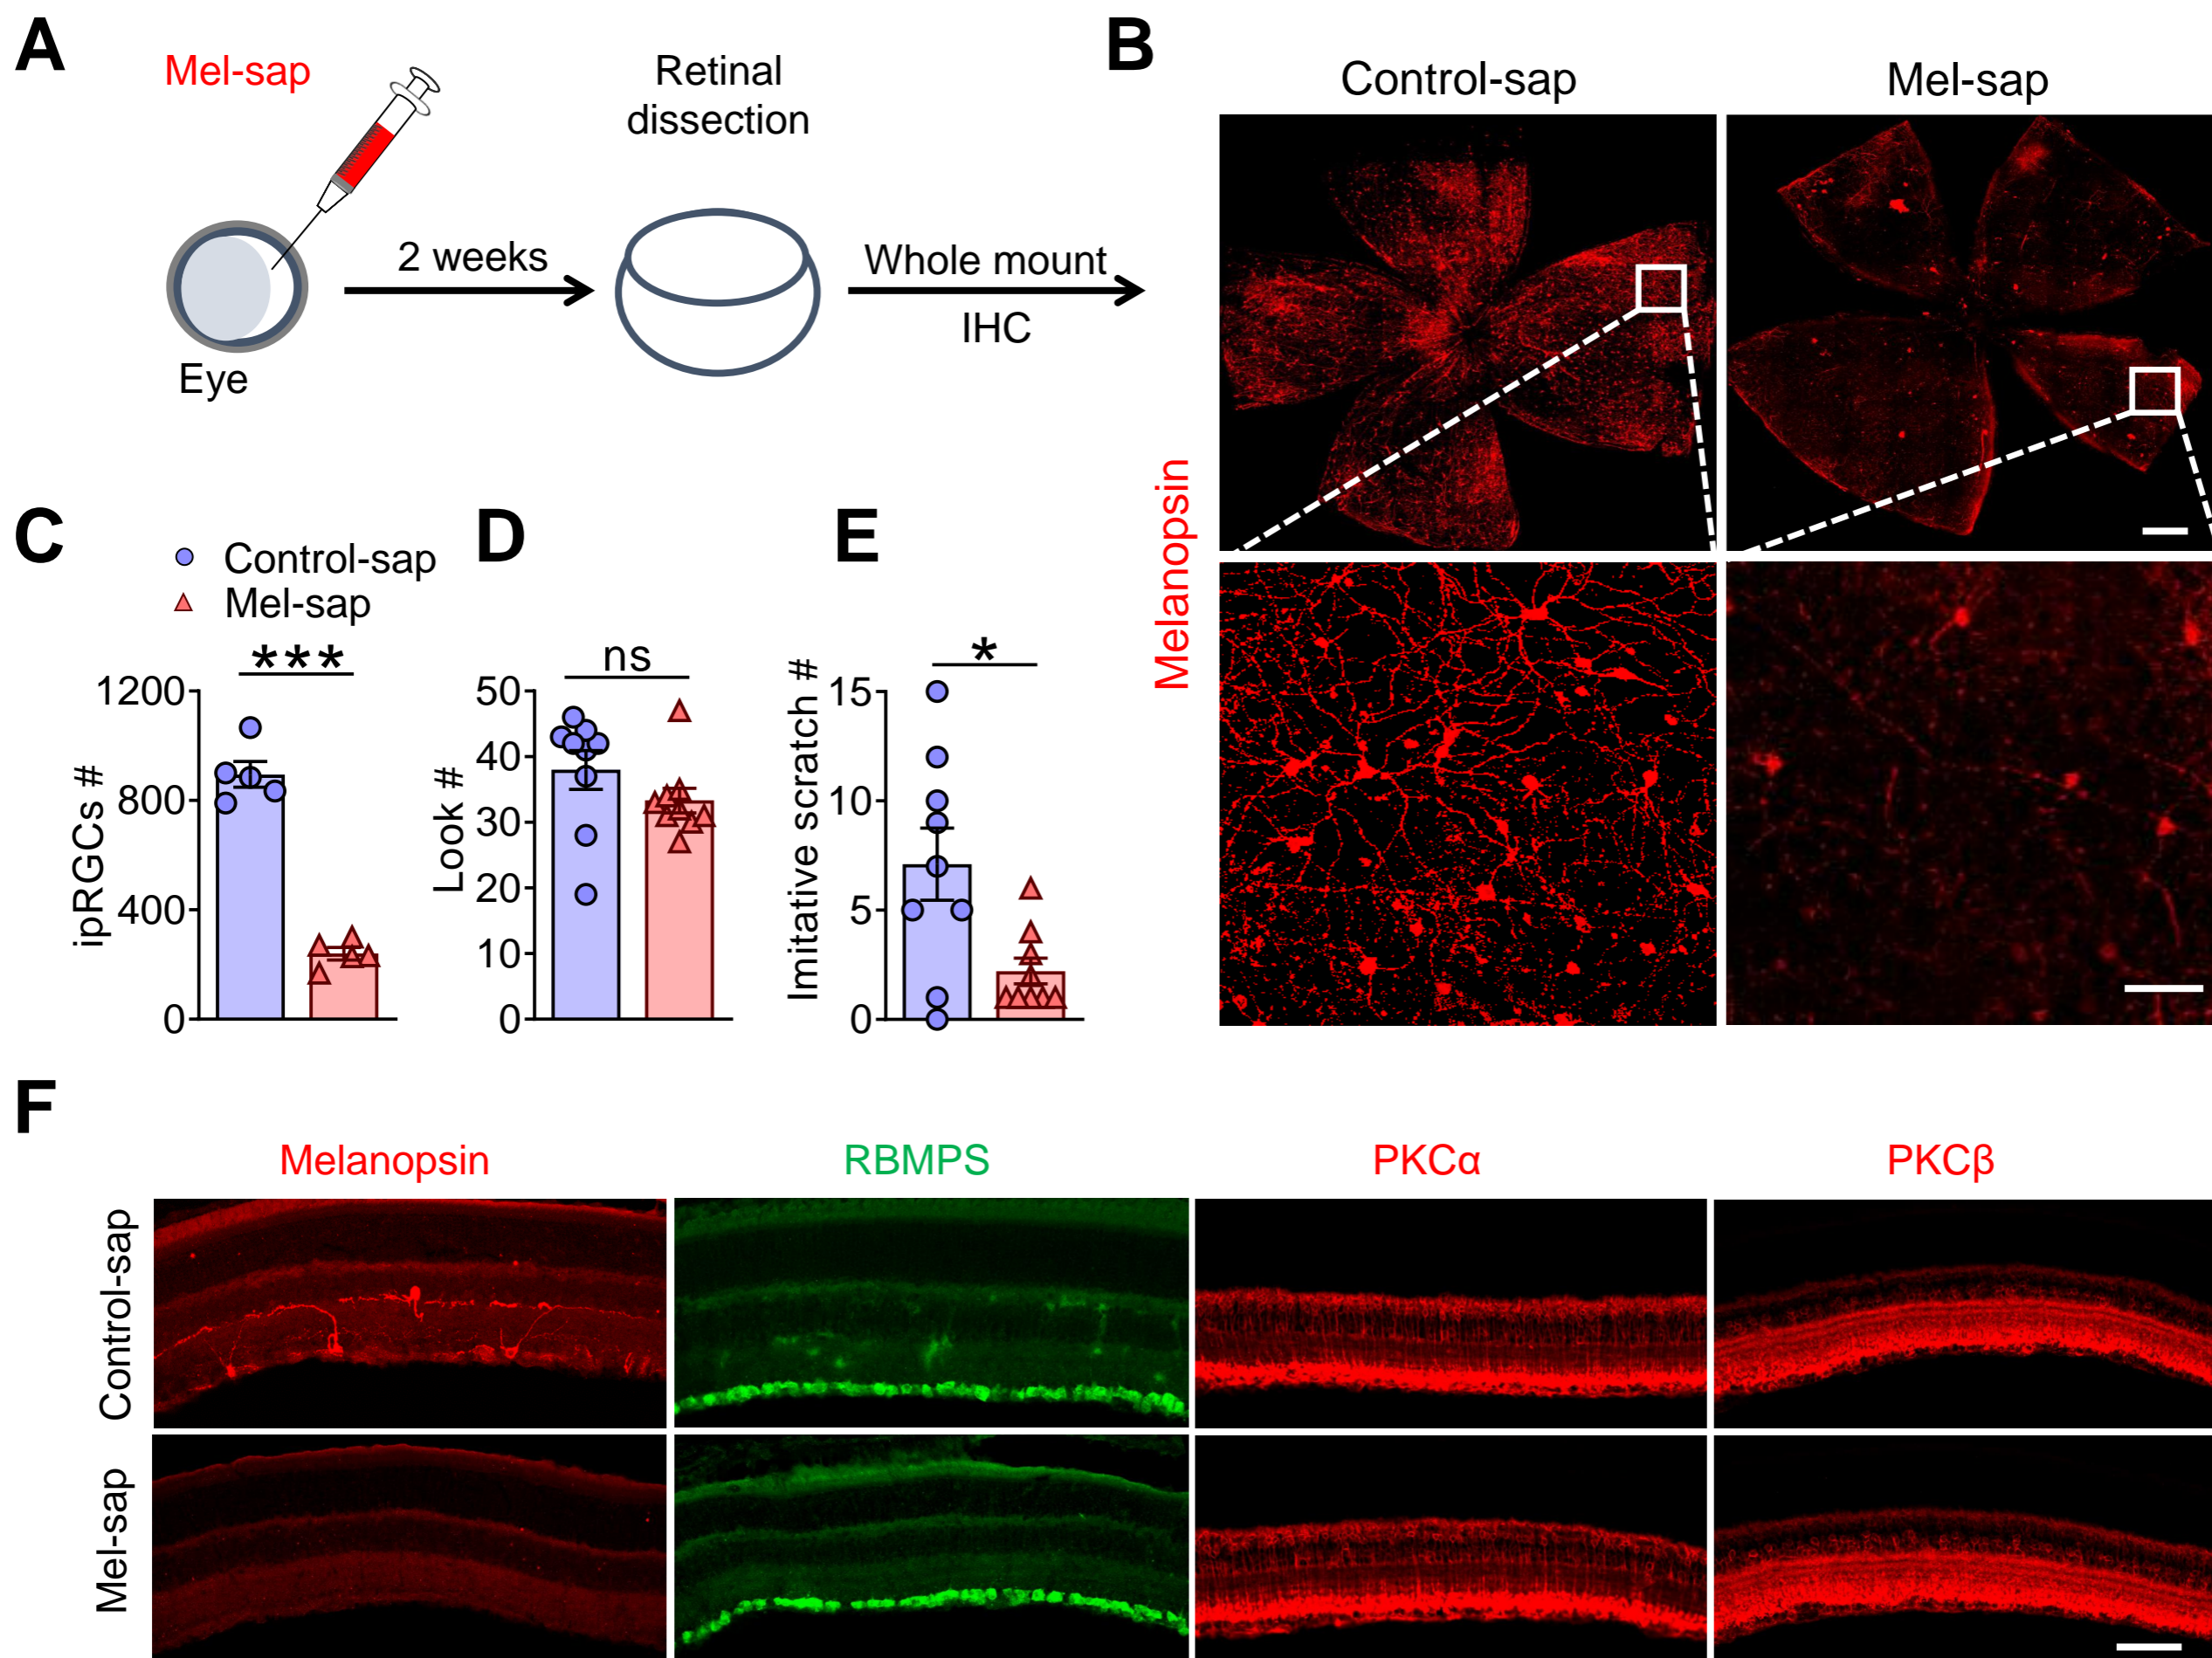 A
Mel-sap
Eye
2 weeks
Retinal
dissection
Whole mount
IHC
B
Control-sap
Mel-sap
Melanopsin
C
Control-sap
Mel-sap
***
ipRGCs #
1200
800
400
0
D
ns
Look #
50
40
30
20
10
0
E
*
Imitative scratch #
15
10
5
0
F
Melanopsin
RBMPS
PKCα
PKCβ
Control-sap
Mel-sap